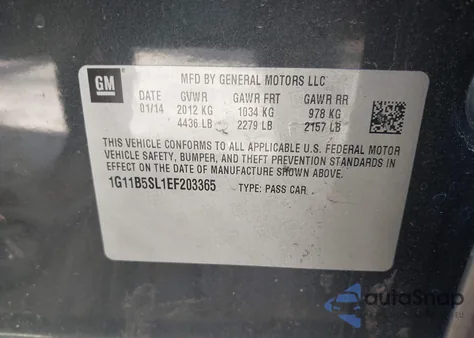 GM
MFD BY GENERAL MOTORS LLC
DATE GVWR GAWR FRT GAWR RR
01/14 2012 KG 1034 KG 978 KG
4436 LB 2279 LB 2157 LB
THIS VEHICLE CONFORMS TO ALL APPLICABLE U.S. FEDERAL MOTOR
VEHICLE SAFETY, BUMPER, AND THEFT PREVENTION STANDARDS IN
EFFECT ON THE DATE OF MANUFACTURE SHOWN ABOVE.
1G11B5SL1EF203365 TYPE: PASS CAR
autoSnap